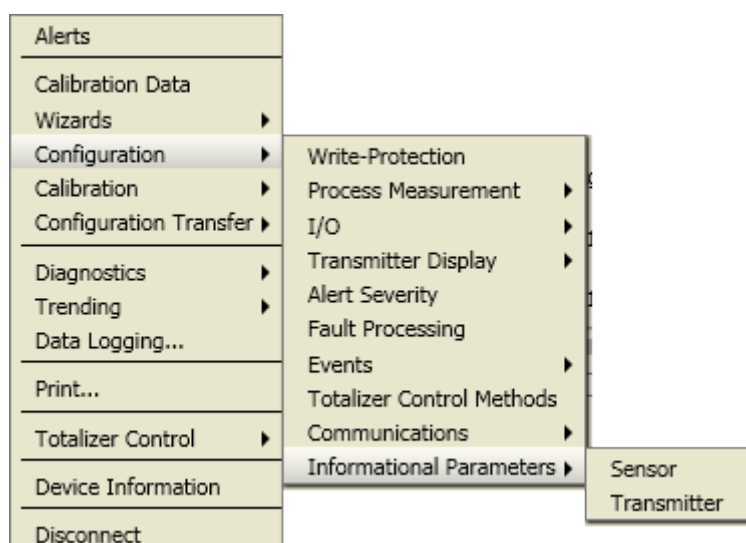 Alerts
Calibration Data
Wizards
Configuration
Calibration
Configuration Transfer
Diagnostics
Trending
Data Logging...
Print...
Totalizer Control
Device Information
Disconnect
Write-Protection
Process Measurement
I/O
Transmitter Display
Alert Severity
Fault Processing
Events
Totalizer Control Methods
Communications
Informational Parameters
Sensor
Transmitter